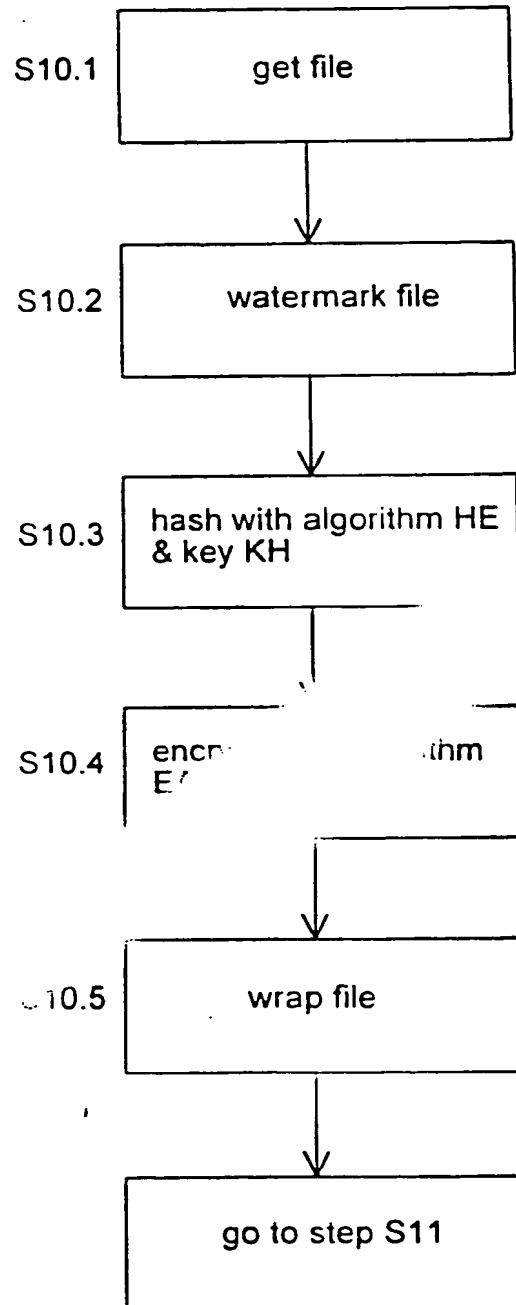 S10.1
get file
S10.2
watermark file
S10.3
hash with algorithm HE
& key KH
S10.4
wrap file
go to step S11